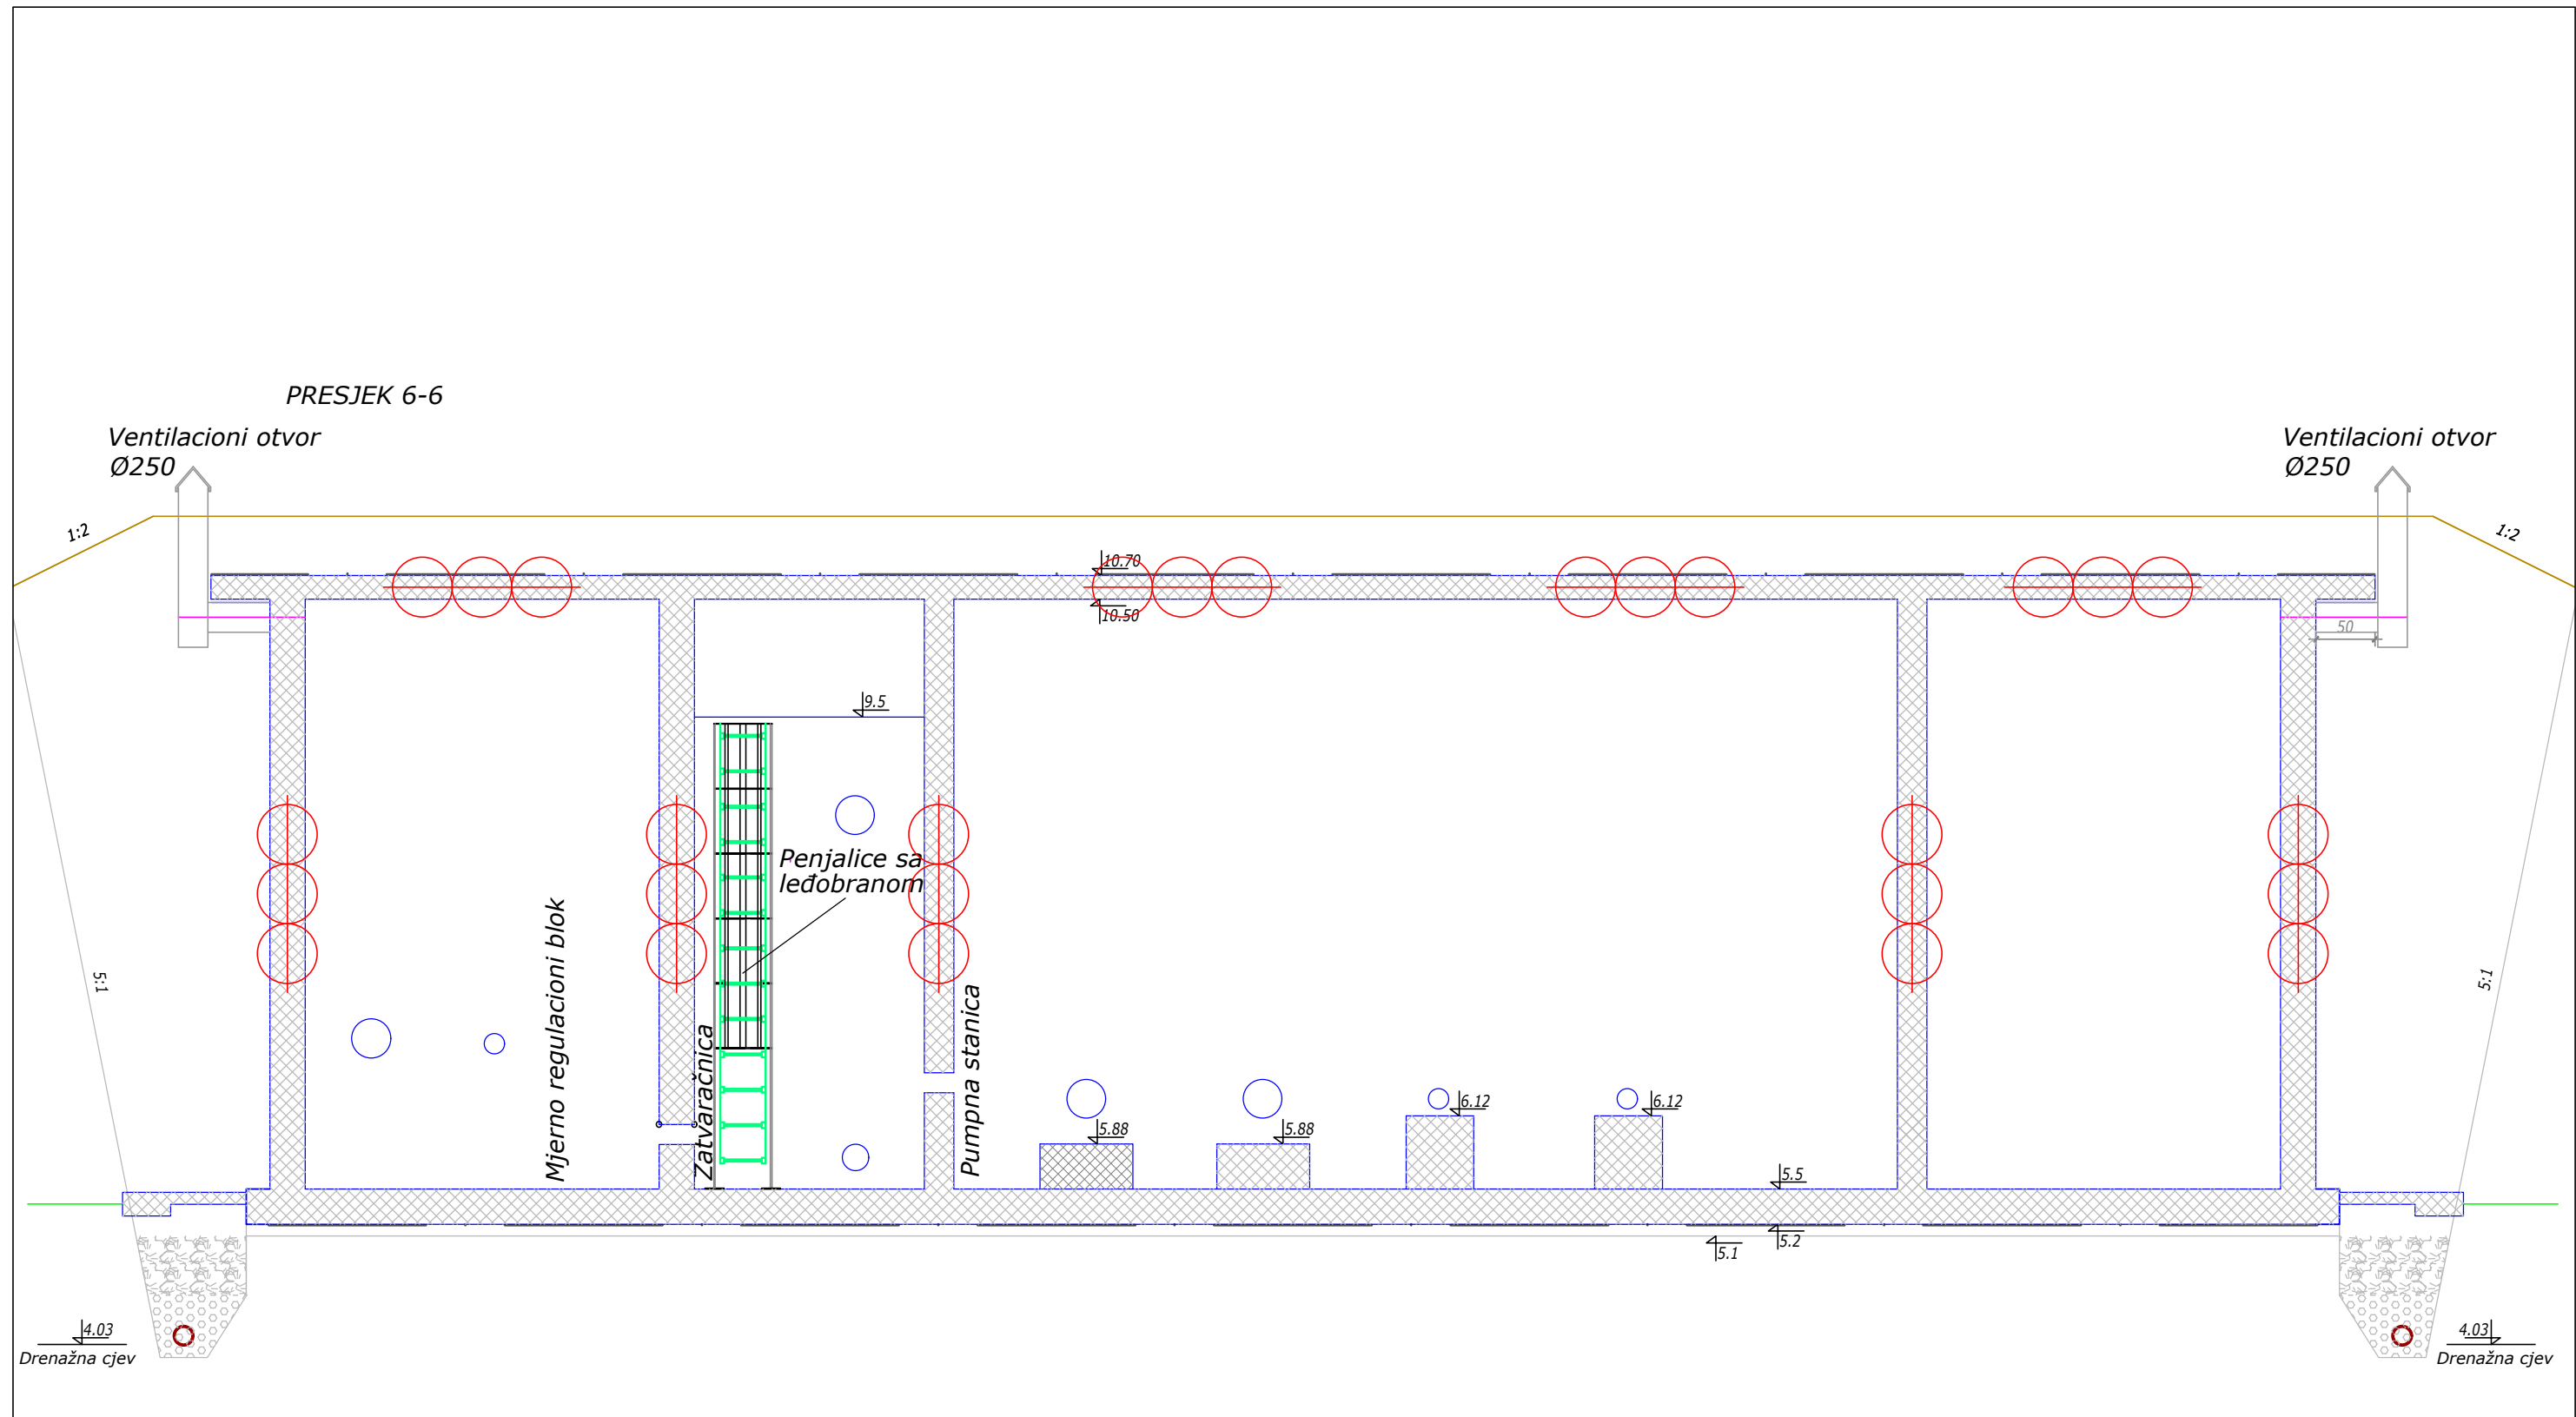 PRESJEK 6-6
Ventilacioni otvor
Ø250
Ventilacioni otvor
Ø250
1:2
1:2
10.70
10.50
50
9.5
Penjalice sa
leđobranom
Mjerno regulacioni blok
Zatvaračnica
Pumpna stanica
5:1
5:1
5.88
5.88
6.12
6.12
5.5
5.2
5.1
4.03
Drenažna cjev
4.03
Drenažna cjev